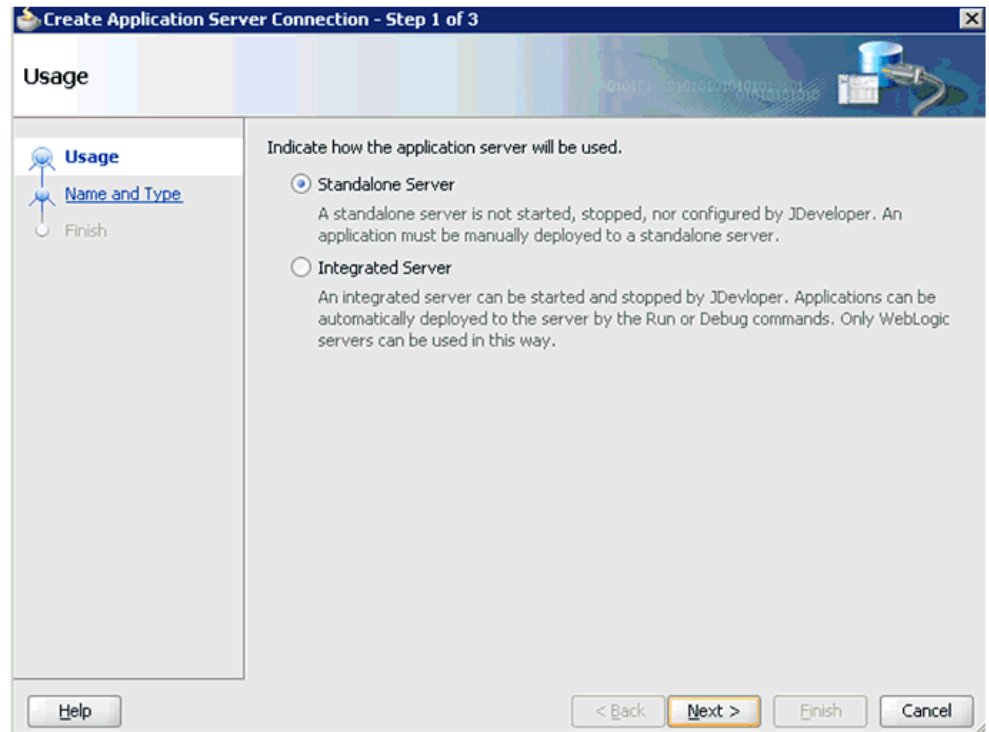 Create Application Server Connection - Step 1 of 3
Usage
Usage
Name and Type
Finish
Indicate how the application server will be used.
Standalone Server
A standalone server is not started, stopped, nor configured by JDeveloper. An
application must be manually deployed to a standalone server.
Integrated Server
An integrated server can be started and stopped by JDevloper. Applications can be
automatically deployed to the server by the Run or Debug commands. Only WebLogic
servers can be used in this way.
Help
< Back
Next >
Finish
Cancel